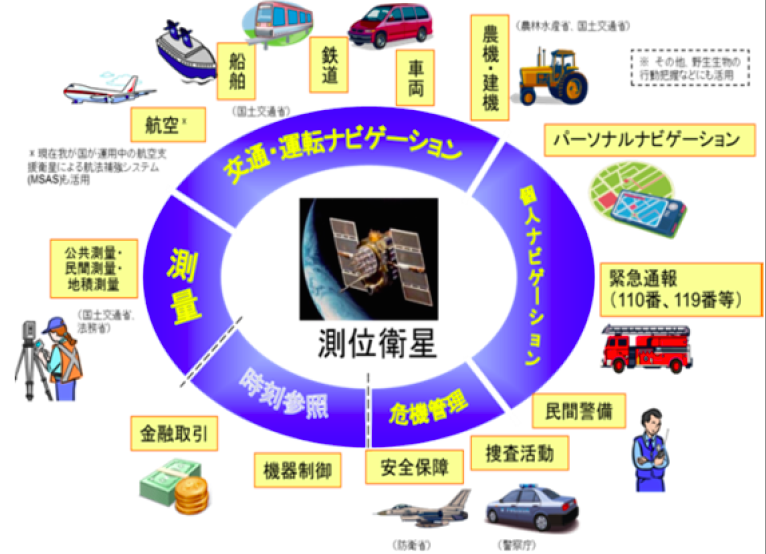 船舶
鉄道
車両
農機・建機
(農林水産省、国土交通省)
※ その他、野生生物の
行動把握などにも活用
航空*
(国土交通省)
* 現在我が国が運用中の航空支
援衛星による航法補強システム
(MSAS)も活用
交通・運転ナビゲーション
パーソナルナビゲーション
個人ナビゲーション
測量
公共測量・
民間測量・
地積測量
(国土交通省、
法務省)
緊急通報
(110番、119番等)
測位衛星
時刻参照
危機管理
民間警備
金融取引
機器制御
安全保障
捜査活動
(防衛省)
(警察庁)